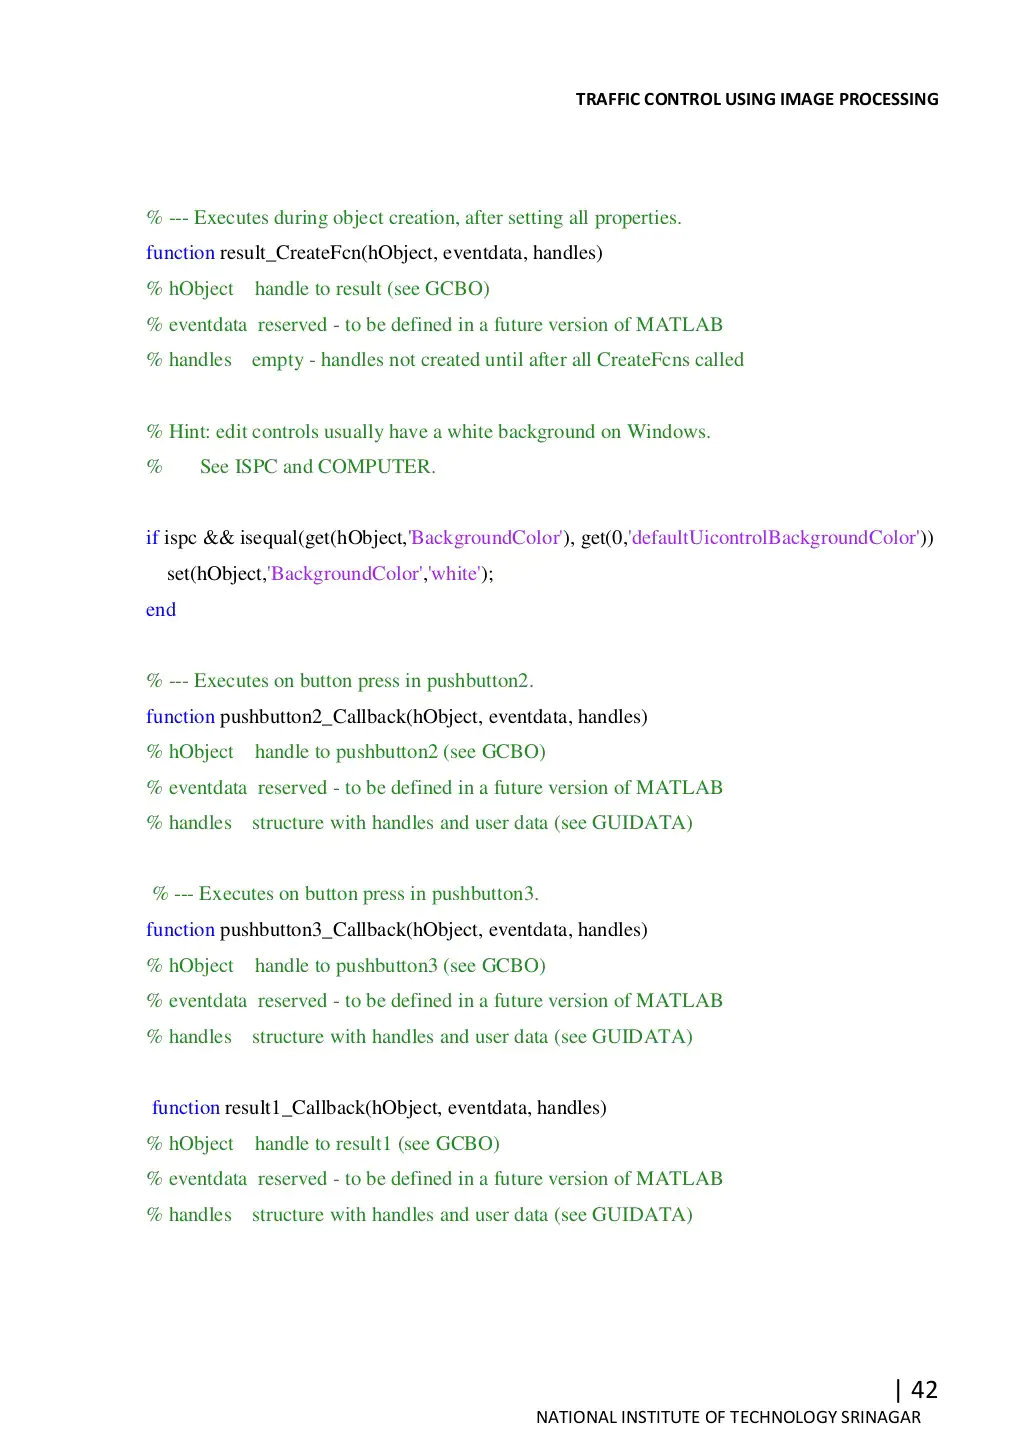 TRAFFIC CONTROL USING IMAGE PROCESSING
% --- Executes during object creation, after setting all properties.
function result_CreateFcn(hObject, eventdata, handles)
% hObject    handle to result (see GCBO)
% eventdata  reserved - to be defined in a future version of MATLAB
% handles    empty - handles not created until after all CreateFcns called
% Hint: edit controls usually have a white background on Windows.
%       See ISPC and COMPUTER.
if ispc && isequal(get(hObject,'BackgroundColor'), get(0,'defaultUicontrolBackgroundColor'))
    set(hObject,'BackgroundColor','white');
end
% --- Executes on button press in pushbutton2.
function pushbutton2_Callback(hObject, eventdata, handles)
% hObject    handle to pushbutton2 (see GCBO)
% eventdata  reserved - to be defined in a future version of MATLAB
% handles    structure with handles and user data (see GUIDATA)
% --- Executes on button press in pushbutton3.
function pushbutton3_Callback(hObject, eventdata, handles)
% hObject    handle to pushbutton3 (see GCBO)
% eventdata  reserved - to be defined in a future version of MATLAB
% handles    structure with handles and user data (see GUIDATA)
function result1_Callback(hObject, eventdata, handles)
% hObject    handle to result1 (see GCBO)
% eventdata  reserved - to be defined in a future version of MATLAB
% handles    structure with handles and user data (see GUIDATA)
| 42
NATIONAL INSTITUTE OF TECHNOLOGY SRINAGAR